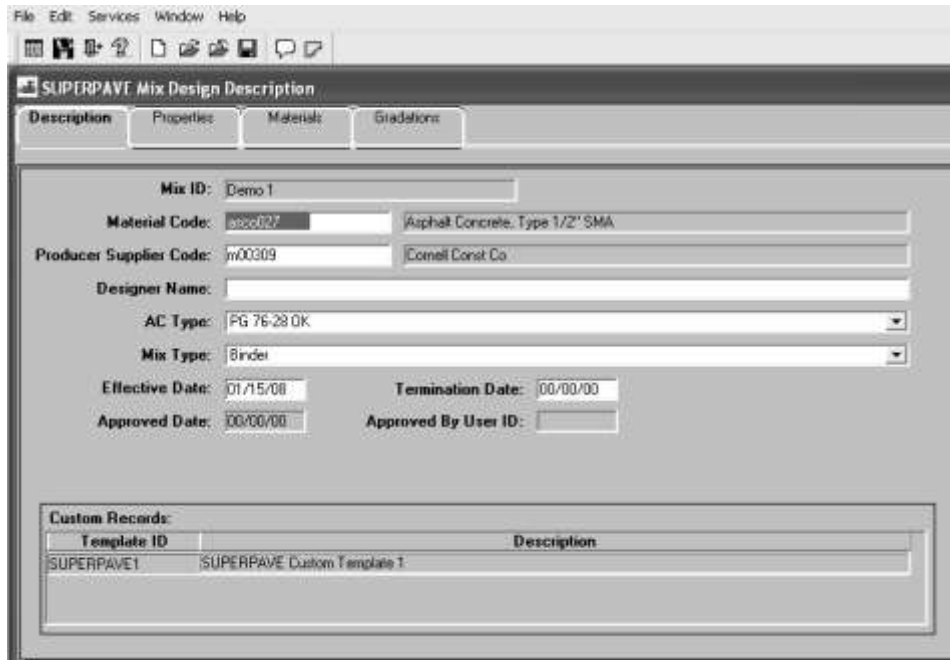 File Edit Services Window Help
SUPERPAVE Mix Design Description
Description Properties Materials Gradations
Mix ID: Demo 1
Material Code: Asphalt Concrete, Type 1/2" SMA
Producer Supplier Code: m00309 Cornell Const Co
Designer Name:
AC Type: PG 76-28 OK
Mix Type: Binder
Effective Date: 01/15/08 Termination Date: 00/00/00
Approved Date: 00/00/00 Approved By User ID:
Custom Records:
Template ID Description
SUPERPAVE1 SUPERPAVE Custom Template 1